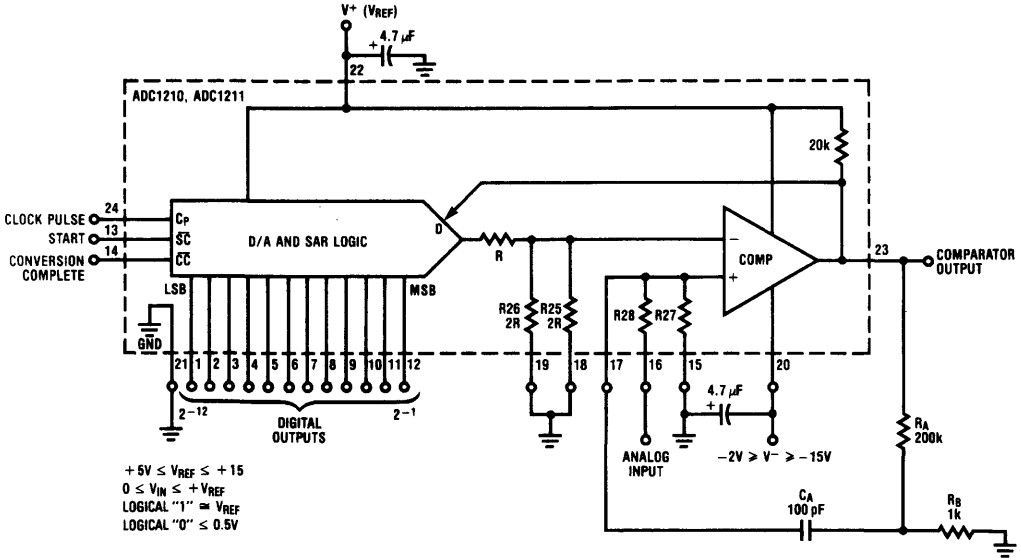 V+ (VREF)
+ 4.7 µF
22
ADC1210, ADC1211
20k
CLOCK PULSE 24 CP
START 13 SC
CONVERSION COMPLETE 14 CC
D/A AND SAR LOGIC
D
R
LSB
MSB
GND
COMP
−
+
23
COMPARATOR OUTPUT
R26 2R
R25 2R
R28
R27
21 1 2 3 4 5 6 7 8 9 10 11 12
19 18 17 16 15 20
4.7 µF
+
2−12
2−1
DIGITAL OUTPUTS
ANALOG INPUT
−2V ≥ V− ≥ −15V
RA 200k
CA 100 pF
RB 1k
+5V ≤ VREF ≤ +15
0 ≤ VIN ≤ +VREF
LOGICAL "1" ≅ VREF
LOGICAL "0" ≤ 0.5V